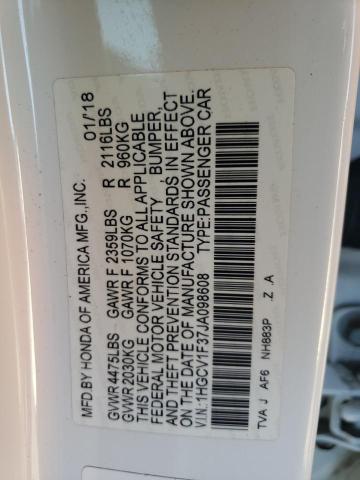 MFD.BY HONDA OF AMERICA MFG.,INC. 01/'18
GVWR 4475LBS GAWR F 2359LBS R 2116LBS
GVWR 2030KG GAWR F 1070KG R 960KG
THIS VEHICLE CONFORMS TO ALL APPLICABLE
FEDERAL MOTOR VEHICLE SAFETY , BUMPER,
AND THEFT PREVENTION STANDARDS IN EFFECT
ON THE DATE OF MANUFACTURE SHOWN ABOVE.
V.I.N.:1HGCV1F37JA098608 TYPE:PASSENGER CAR
TVA J AF6 NH883P .Z .A